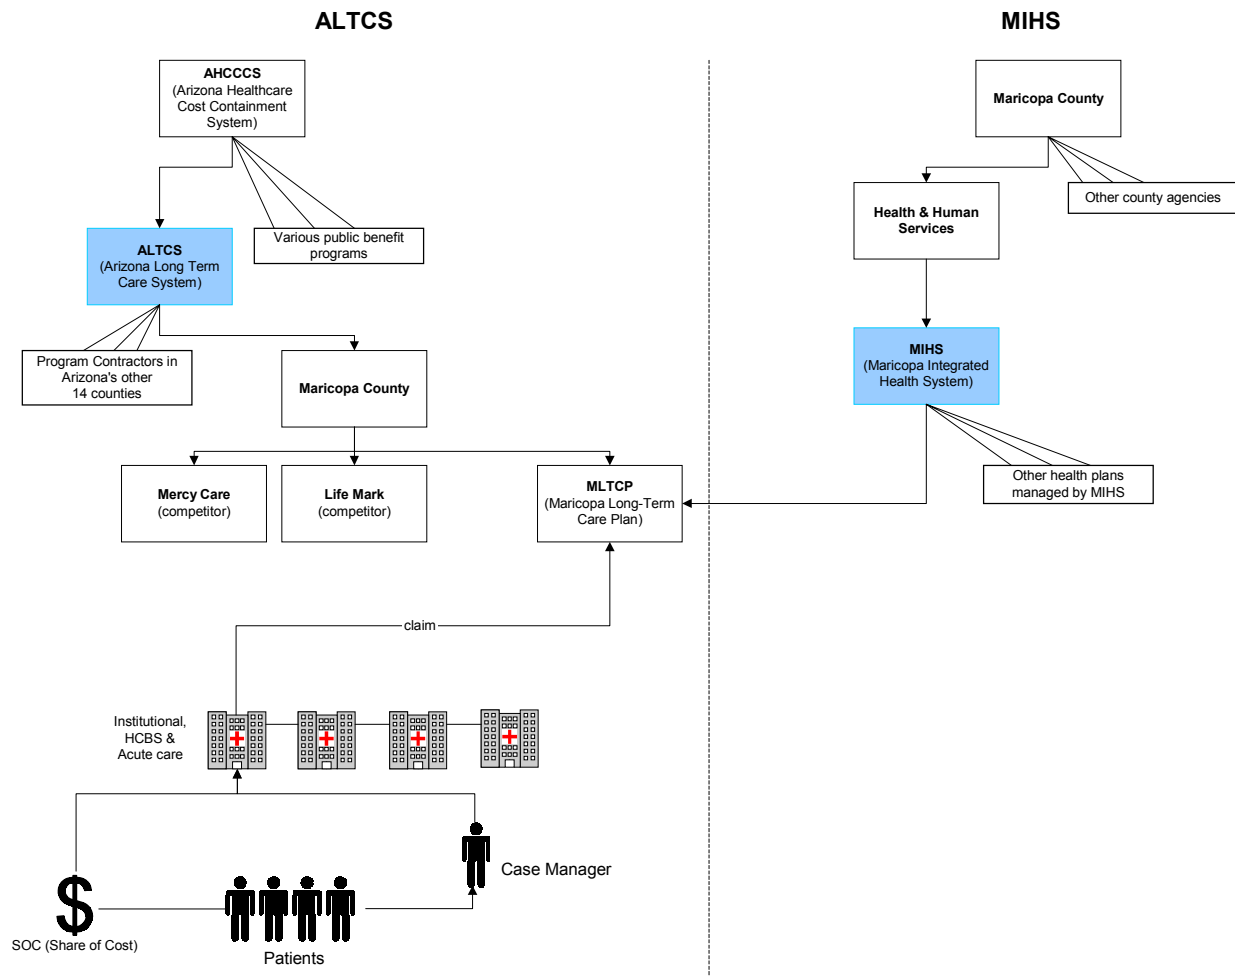 ALTCS
MIHS
AHCCCS
(Arizona Healthcare
Cost Containment
System)
Maricopa County
Various public benefit
programs
Other county agencies
ALTCS
(Arizona Long Term
Care System)
Health & Human
Services
Program Contractors in
Arizona's other
14 counties
Maricopa County
MIHS
(Maricopa Integrated
Health System)
Mercy Care
(competitor)
Life Mark
(competitor)
MLTCP
(Maricopa Long-Term
Care Plan)
Other health plans
managed by MIHS
claim
Institutional,
HCBS &
Acute care
Case Manager
$
SOC (Share of Cost)
Patients